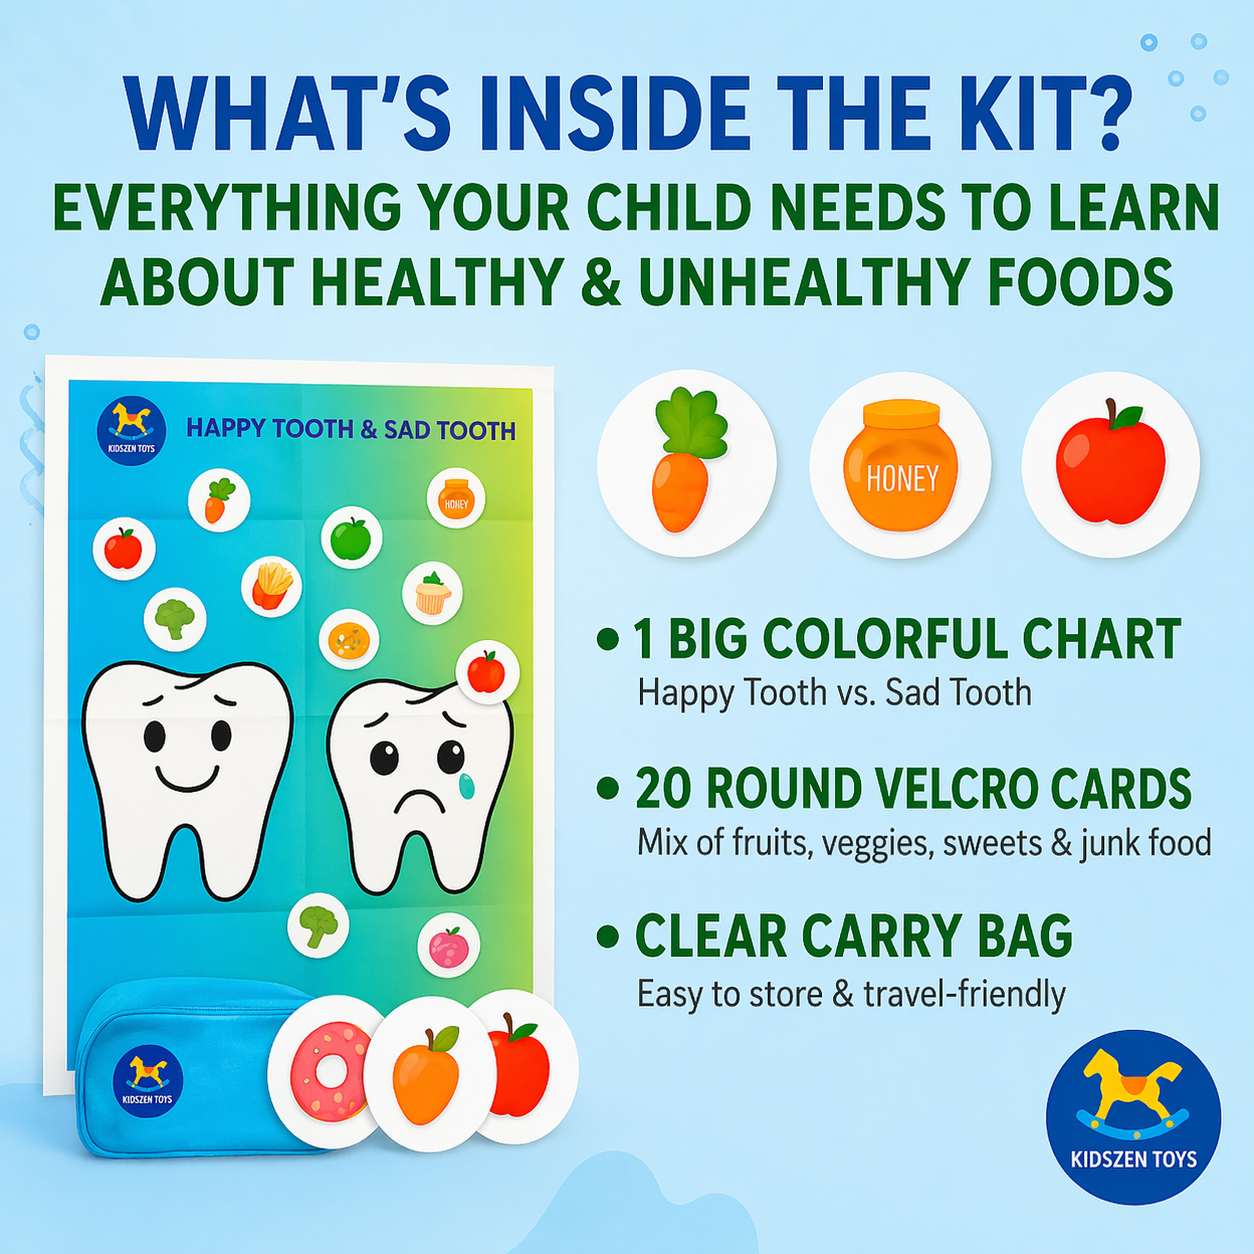 WHAT'S INSIDE THE KIT?
EVERYTHING YOUR CHILD NEEDS TO LEARN
ABOUT HEALTHY & UNHEALTHY FOODS
KIDSZEN TOYS
HAPPY TOOTH & SAD TOOTH
HONEY
HONEY
• 1 BIG COLORFUL CHART
Happy Tooth vs. Sad Tooth
• 20 ROUND VELCRO CARDS
Mix of fruits, veggies, sweets & junk food
• CLEAR CARRY BAG
Easy to store & travel-friendly
KIDSZEN TOYS
KIDSZEN TOYS